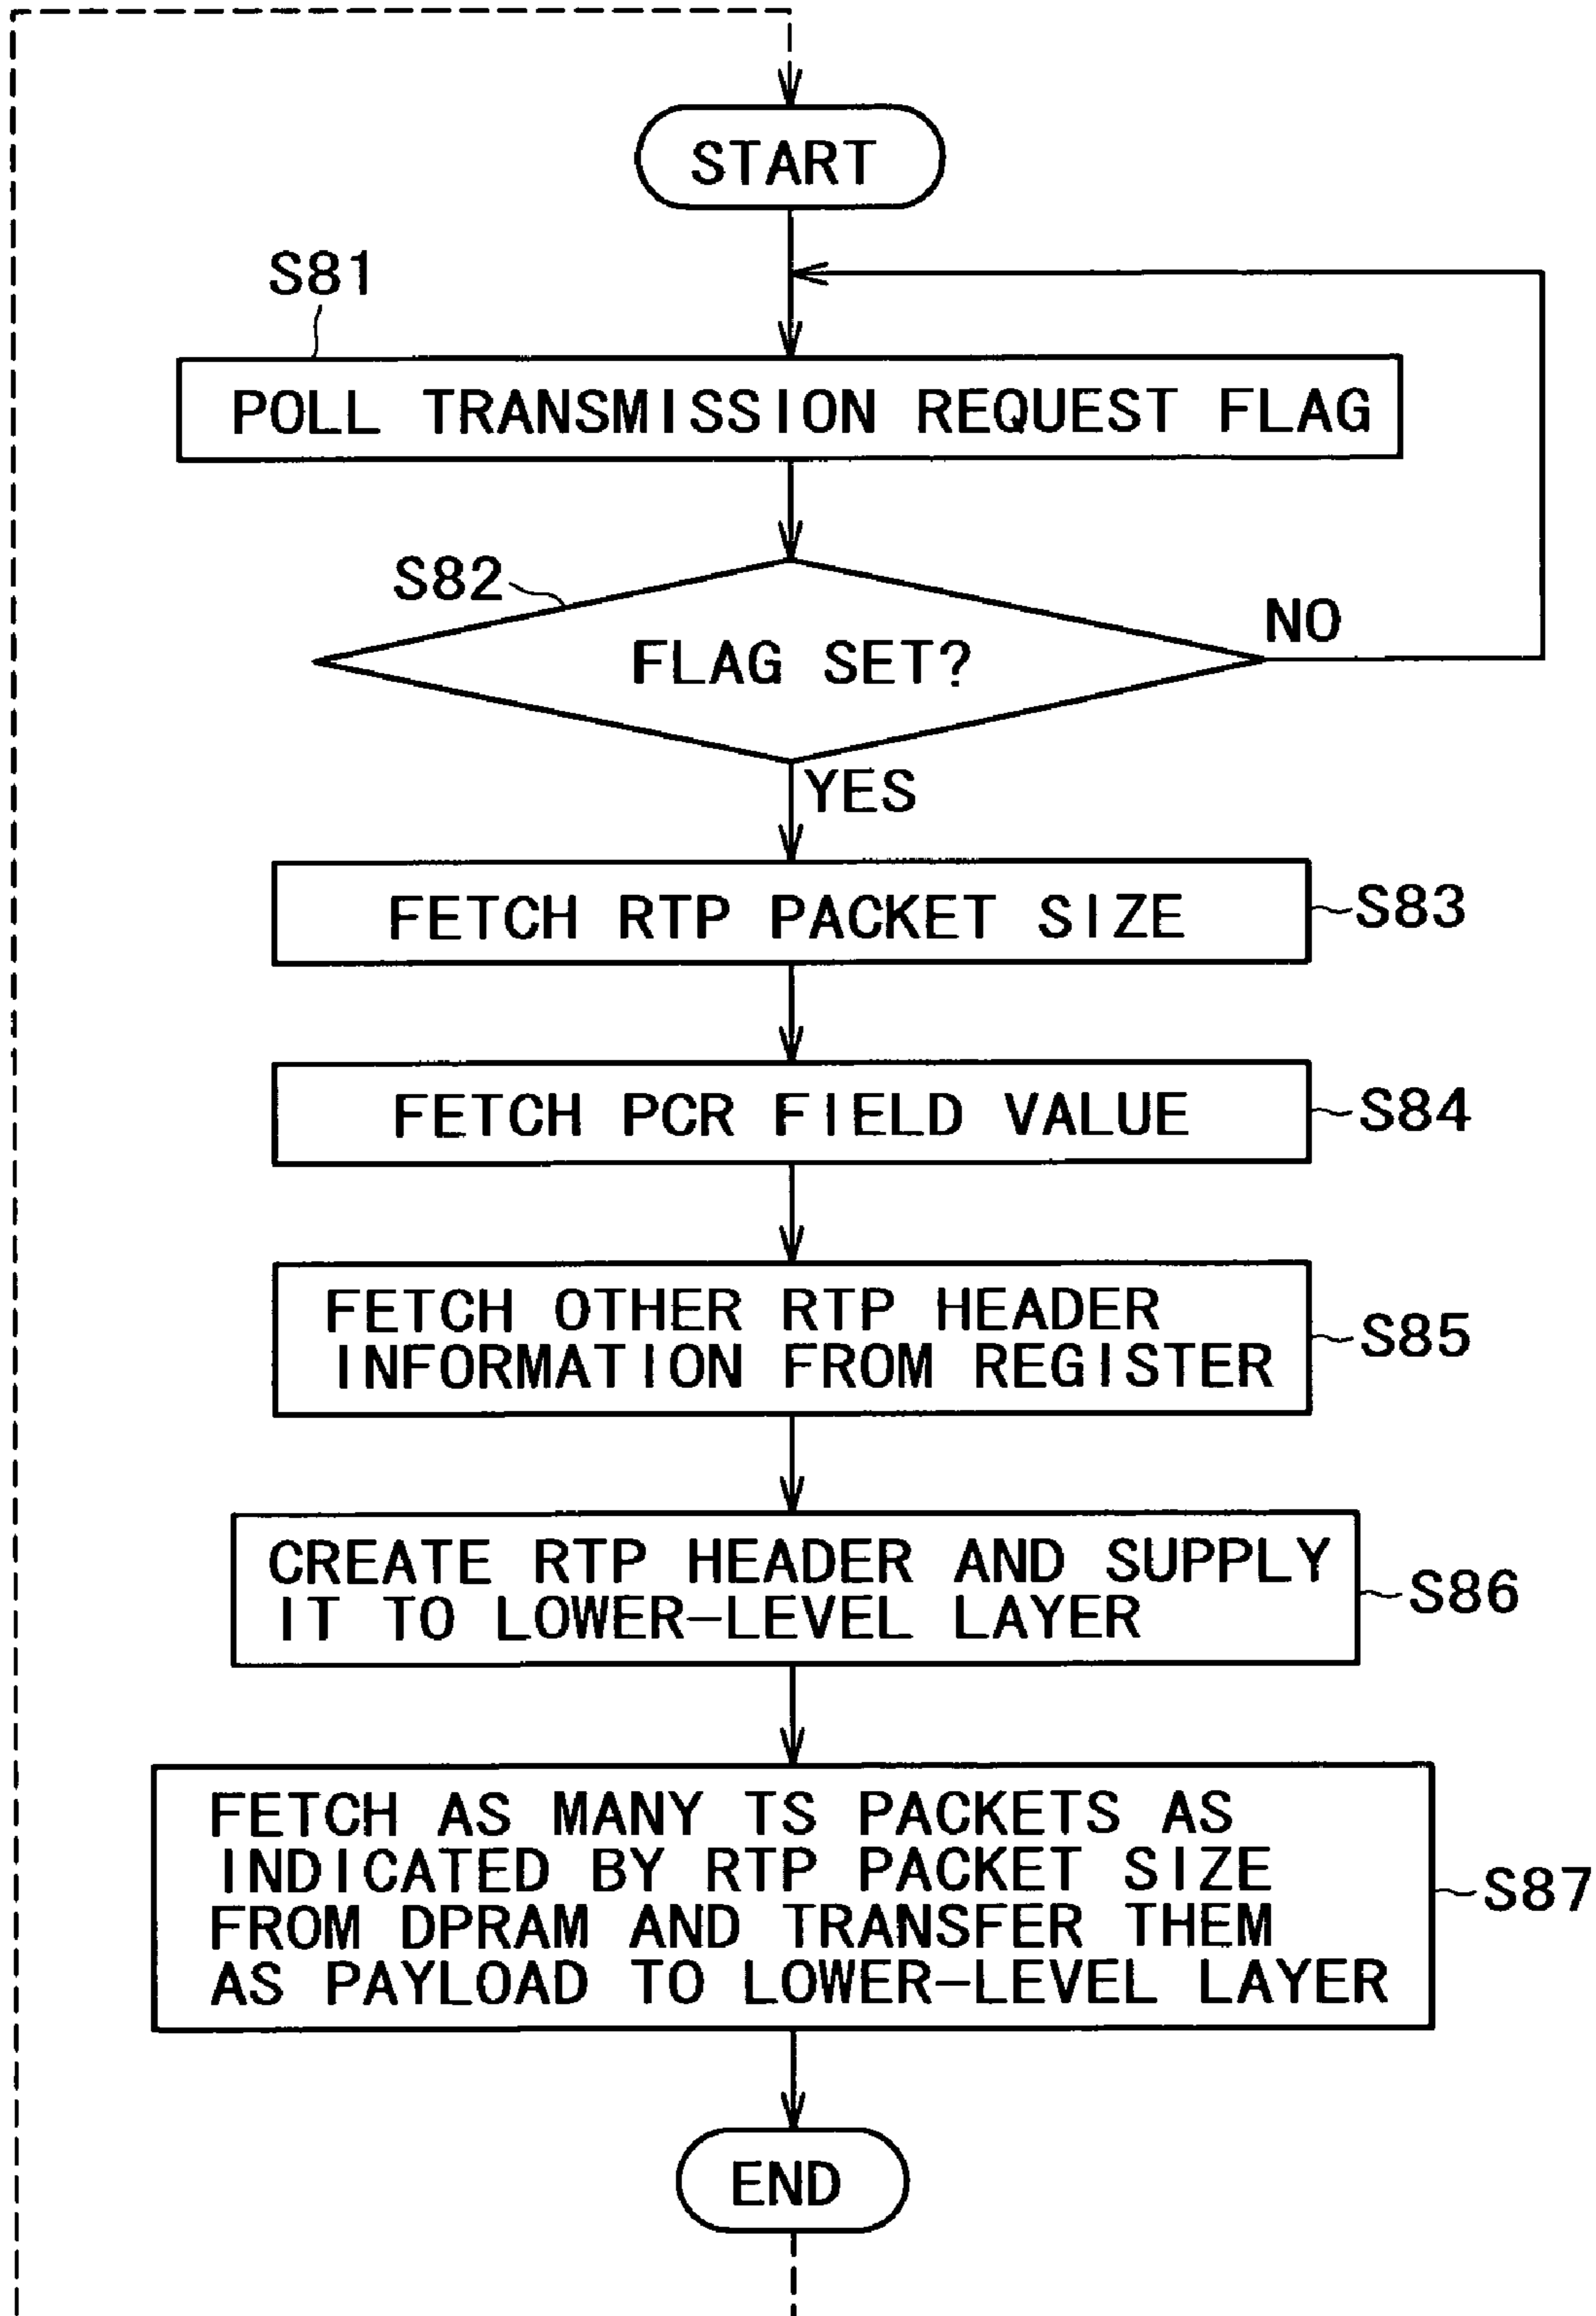 START
S81
POLL TRANSMISSION REQUEST FLAG
S82
FLAG SET?
NO
YES
FETCH RTP PACKET SIZE
S83
FETCH PCR FIELD VALUE
S84
FETCH OTHER RTP HEADER
INFORMATION FROM REGISTER
S85
CREATE RTP HEADER AND SUPPLY
IT TO LOWER-LEVEL LAYER
S86
FETCH AS MANY TS PACKETS AS
INDICATED BY RTP PACKET SIZE
FROM DPRAM AND TRANSFER THEM
AS PAYLOAD TO LOWER-LEVEL LAYER
S87
END